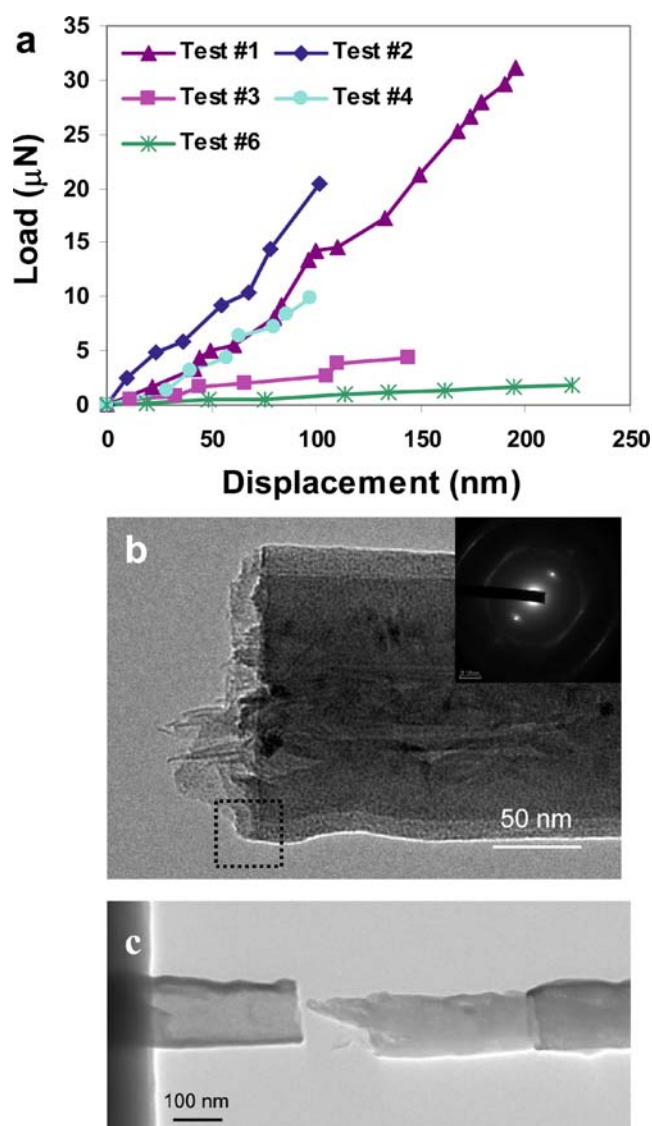 a
35
30
25
20
15
10
5
0
Load (µN)
Test #1 Test #2
Test #3 Test #4
Test #6
0 50 100 150 200 250
Displacement (nm)
b
50 nm
c
100 nm